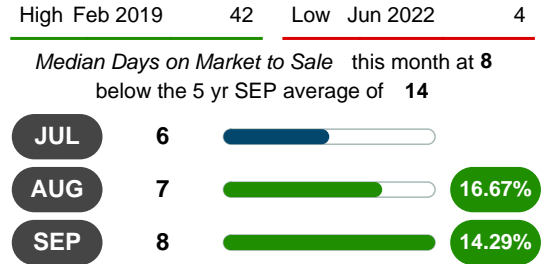 High Feb 2019 42 Low Jun 2022 4
Median Days on Market to Sale this month at 8
below the 5 yr SEP average of 14
JUL 6
AUG 7 16.67%
SEP 8 14.29%